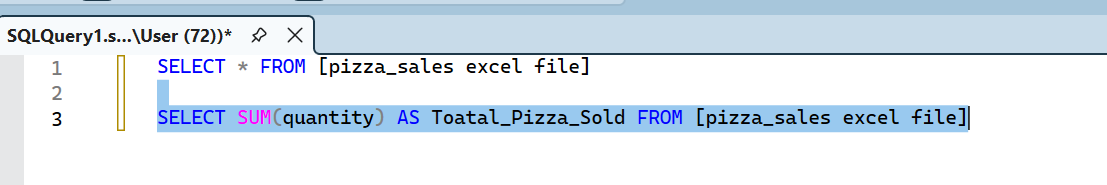 SQLQuery1.s...\User (72))*
1 SELECT * FROM [pizza_sales excel file]
2
3 SELECT SUM(quantity) AS Toatal_Pizza_Sold FROM [pizza_sales excel file]